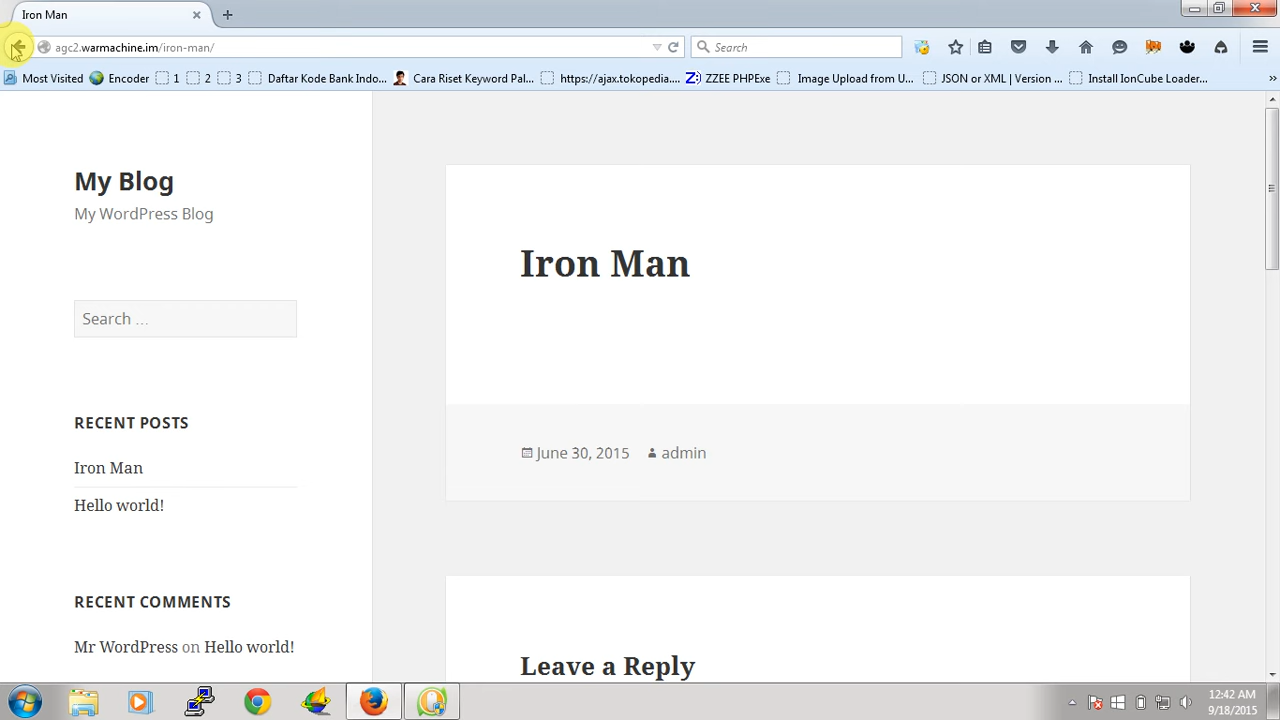 Iron Man
agc2.warmachine.im/iron-man/
Search
Most Visited
Encoder
1
2
3
Daftar Kode Bank Indo...
Cara Riset Keyword Pal...
https://ajax.tokopedia....
ZZEE PHPExe
Image Upload from U...
JSON or XML | Version ...
Install IonCube Loader...
My Blog
My WordPress Blog
Search ...
RECENT POSTS
Iron Man
Hello world!
RECENT COMMENTS
Mr WordPress on Hello world!
Iron Man
June 30, 2015 admin
Leave a Reply
12:42 AM
9/18/2015